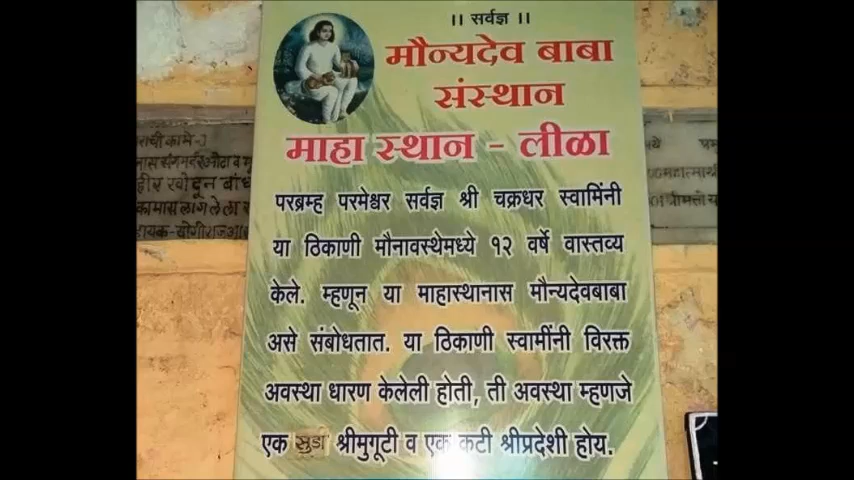 ।। सर्वज्ञ ।।
मौन्यदेव बाबा
संस्थान
माहा स्थान - लीळा
परब्रम्ह परमेश्वर सर्वज्ञ श्री चक्रधर स्वामिंनी
या ठिकाणी मौनावस्थेमध्ये १२ वर्षे वास्तव्य
केले. म्हणून या माहास्थानास मौन्यदेवबाबा
असे संबोधतात. या ठिकाणी स्वामींनी विरक्त
अवस्था धारण केलेली होती, ती अवस्था म्हणजे
एक सुडा श्रीमुगूटी व एक कटी श्रीप्रदेशी होय.